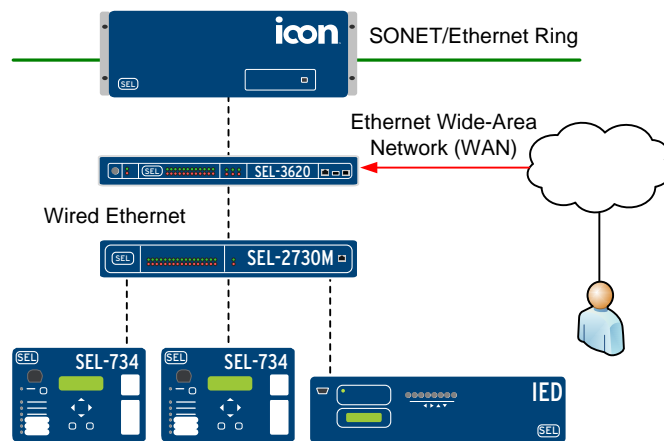 icon
SONET/Ethernet Ring
SEL
Ethernet Wide-Area
Network (WAN)
SEL
SEL-3620
Wired Ethernet
SEL
SEL-2730M
SEL
SEL-734
SEL
SEL-734
IED
SEL